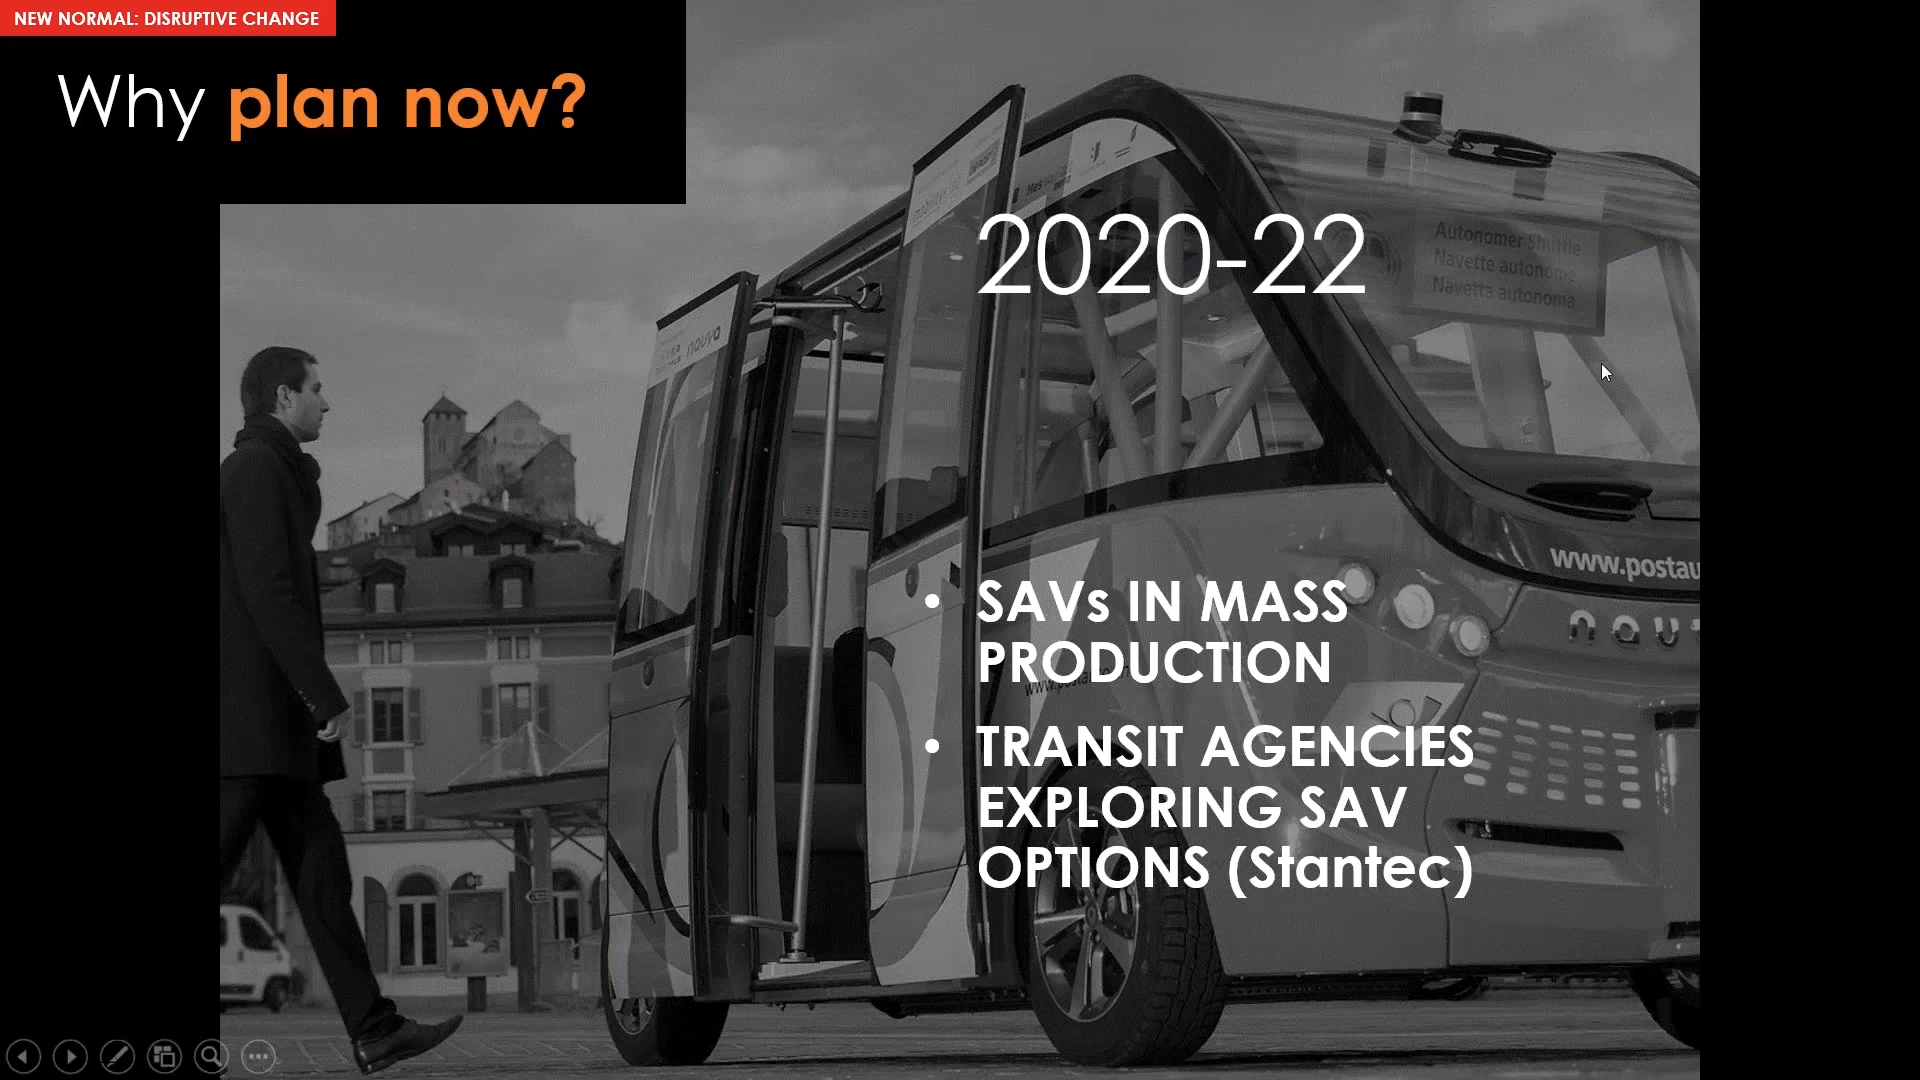 NEW NORMAL: DISRUPTIVE CHANGE
Why plan now?
2020-22
Autonomer Shuttle
Navette autonome
Navetta autonoma
www.postau
• SAVs IN MASS
PRODUCTION
• TRANSIT AGENCIES
EXPLORING SAV
OPTIONS (Stantec)